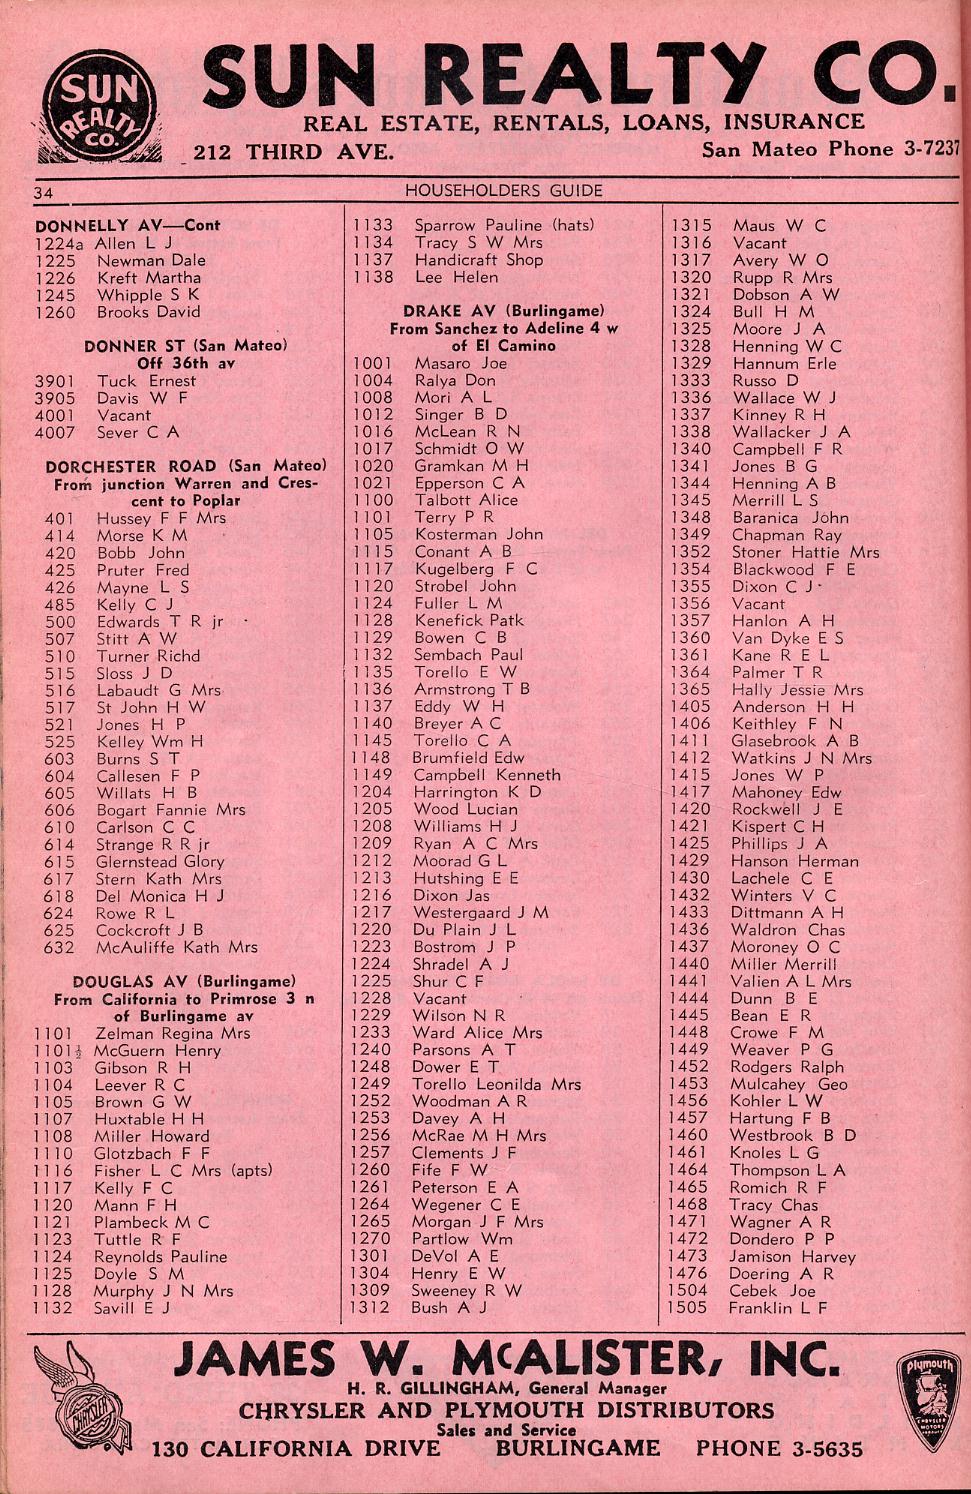 SUN REALTY CO.
SUN REALTY CO.
REAL ESTATE, RENTALS, LOANS, INSURANCE
212 THIRD AVE. San Mateo Phone 3-7237
34 HOUSEHOLDERS GUIDE
DONNELLY AV—Cont
1224a Allen L J
1225 Newman Dale
1226 Kreft Martha
1245 Whipple S K
1260 Brooks David
DONNER ST (San Mateo)
Off 36th av
3901 Tuck Ernest
3905 Davis W F
4001 Vacant
4007 Sever C A
DORCHESTER ROAD (San Mateo)
From junction Warren and Cres-
cent to Poplar
401 Hussey F F Mrs
414 Morse K M
420 Bobb John
425 Pruter Fred
426 Mayne L S
485 Kelly C J
500 Edwards T R jr
507 Stitt A W
510 Turner Richd
515 Sloss J D
516 Labaudt G Mrs
517 St John H W
521 Jones H P
525 Kelley Wm H
603 Burns S T
604 Callesen F P
605 Willats H B
606 Bogart Fannie Mrs
610 Carlson C C
614 Strange R R jr
615 Glernstead Glory
617 Stern Kath Mrs
618 Del Monica H J
624 Rowe R L
625 Cockcroft J B
632 McAuliffe Kath Mrs
DOUGLAS AV (Burlingame)
From California to Primrose 3 n
of Burlingame av
1101 Zelman Regina Mrs
1101½ McGuern Henry
1103 Gibson R H
1104 Leever R C
1105 Brown G W
1107 Huxtable H H
1108 Miller Howard
1110 Glotzbach F F
1116 Fisher L C Mrs (apts)
1117 Kelly F C
1120 Mann F H
1121 Plambeck M C
1123 Tuttle R F
1124 Reynolds Pauline
1125 Doyle S M
1128 Murphy J N Mrs
1132 Savill E J
1133 Sparrow Pauline (hats)
1134 Tracy S W Mrs
1137 Handicraft Shop
1138 Lee Helen
DRAKE AV (Burlingame)
From Sanchez to Adeline 4 w
of El Camino
1001 Masaro Joe
1004 Ralya Don
1008 Mori A L
1012 Singer B D
1016 McLean R N
1017 Schmidt O W
1020 Gramkan M H
1021 Epperson C A
1100 Talbott Alice
1101 Terry P R
1105 Kosterman John
1115 Conant A B
1117 Kugelberg F C
1120 Strobel John
1124 Fuller L M
1128 Kenefick Patk
1129 Bowen C B
1132 Sembach Paul
1135 Torello E W
1136 Armstrong T B
1137 Eddy W H
1140 Breyer A C
1145 Torello C A
1148 Brumfield Edw
1149 Campbell Kenneth
1204 Harrington K D
1205 Wood Lucian
1208 Williams H J
1209 Ryan A C Mrs
1212 Moorad G L
1213 Hutshing E E
1216 Dixon Jas
1217 Westergaard J M
1220 Du Plain J L
1223 Bostrom J P
1224 Shradel A J
1225 Shur C F
1228 Vacant
1229 Wilson N R
1233 Ward Alice Mrs
1240 Parsons A T
1248 Dower E T
1249 Torello Leonilda Mrs
1252 Woodman A R
1253 Davey A H
1256 McRae M H Mrs
1257 Clements J F
1260 Fife F W
1261 Peterson E A
1264 Wegener C E
1265 Morgan J F Mrs
1270 Partlow Wm
1301 DeVol A E
1304 Henry E W
1309 Sweeney R W
1312 Bush A J
1315 Maus W C
1316 Vacant
1317 Avery W O
1320 Rupp R Mrs
1321 Dobson A W
1324 Bull H M
1325 Moore J A
1328 Henning W C
1329 Hannum Erle
1333 Russo D
1336 Wallace W J
1337 Kinney R H
1338 Wallacker J A
1340 Campbell F R
1341 Jones B G
1344 Henning A B
1345 Merrill L S
1348 Baranica John
1349 Chapman Ray
1352 Stoner Hattie Mrs
1354 Blackwood F E
1355 Dixon C J
1356 Vacant
1357 Hanlon A H
1360 Van Dyke E S
1361 Kane R E L
1364 Palmer T R
1365 Hally Jessie Mrs
1405 Anderson H H
1406 Keithley F N
1411 Glasebrook A B
1412 Watkins J N Mrs
1415 Jones W P
1417 Mahoney Edw
1420 Rockwell J E
1421 Kispert C H
1425 Phillips J A
1429 Hanson Herman
1430 Lachele C E
1432 Winters V C
1433 Dittmann A H
1436 Waldron Chas
1437 Moroney O C
1440 Miller Merrill
1441 Valien A L Mrs
1444 Dunn B E
1445 Bean E R
1448 Crowe F M
1449 Weaver P G
1452 Rodgers Ralph
1453 Mulcahey Geo
1456 Kohler L W
1457 Hartung F B
1460 Westbrook B D
1461 Knoles L G
1464 Thompson L A
1465 Romich R F
1468 Tracy Chas
1471 Wagner A R
1472 Dondero P P
1473 Jamison Harvey
1476 Doering A R
1504 Cebek Joe
1505 Franklin L F
JAMES W. McALISTER, INC.
H. R. GILLINGHAM, General Manager
CHRYSLER AND PLYMOUTH DISTRIBUTORS
Sales and Service
130 CALIFORNIA DRIVE BURLINGAME PHONE 3-5635
CHRYSLER
Plymouth
CHRYSLER
MOTORS
PRODUCT